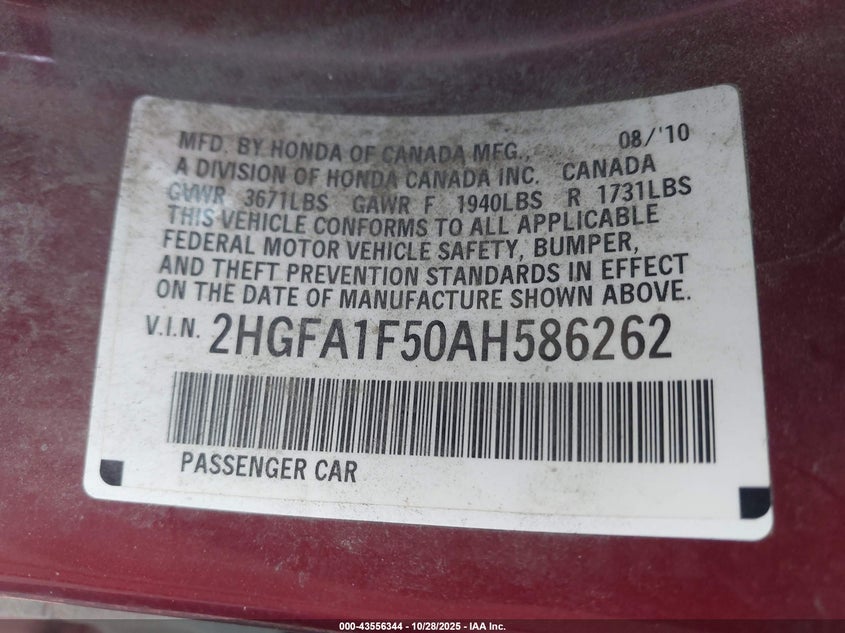 MFD. BY HONDA OF CANADA MFG., 08/'10
A DIVISION OF HONDA CANADA INC. CANADA
GVWR 3671LBS GAWR F 1940LBS R 1731LBS
THIS VEHICLE CONFORMS TO ALL APPLICABLE
FEDERAL MOTOR VEHICLE SAFETY, BUMPER,
AND THEFT PREVENTION STANDARDS IN EFFECT
ON THE DATE OF MANUFACTURE SHOWN ABOVE.
V.I.N. 2HGFA1F50AH586262
PASSENGER CAR
000-43556344 - 10/28/2025 - IAA Inc.